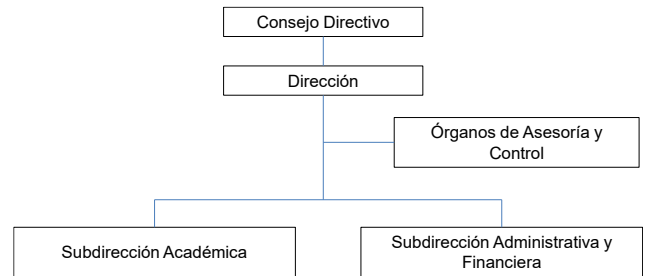 Consejo Directivo
Dirección
Órganos de Asesoría y
Control
Subdirección Académica
Subdirección Administrativa y
Financiera